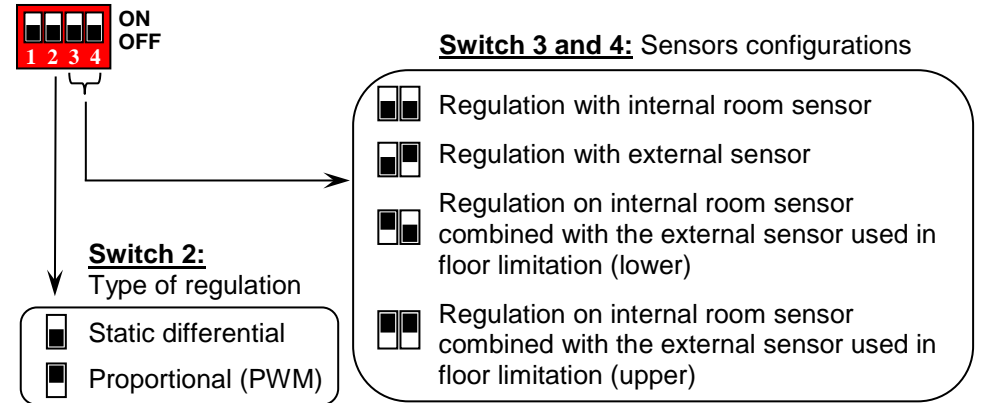 ON
OFF
1 2 3 4
Switch 3 and 4: Sensors configurations
Regulation with internal room sensor
Regulation with external sensor
Regulation on internal room sensor
combined with the external sensor used in
floor limitation (lower)
Regulation on internal room sensor
combined with the external sensor used in
floor limitation (upper)
Switch 2:
Type of regulation
Static differential
Proportional (PWM)